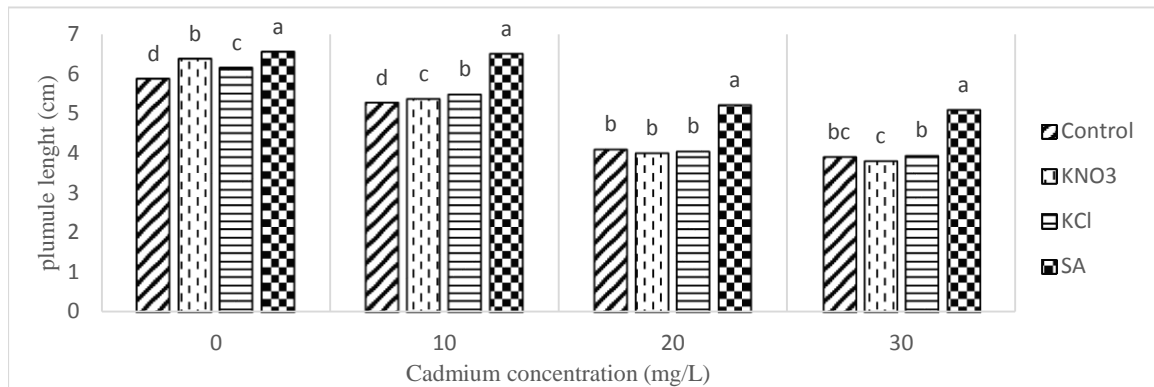 7
6
5
4
3
2
1
0
plumule lenght (cm)
d b c a
d c b a
b b b a
bc c b a
0 10 20 30
Cadmium concentration (mg/L)
Control
KNO3
KCl
SA